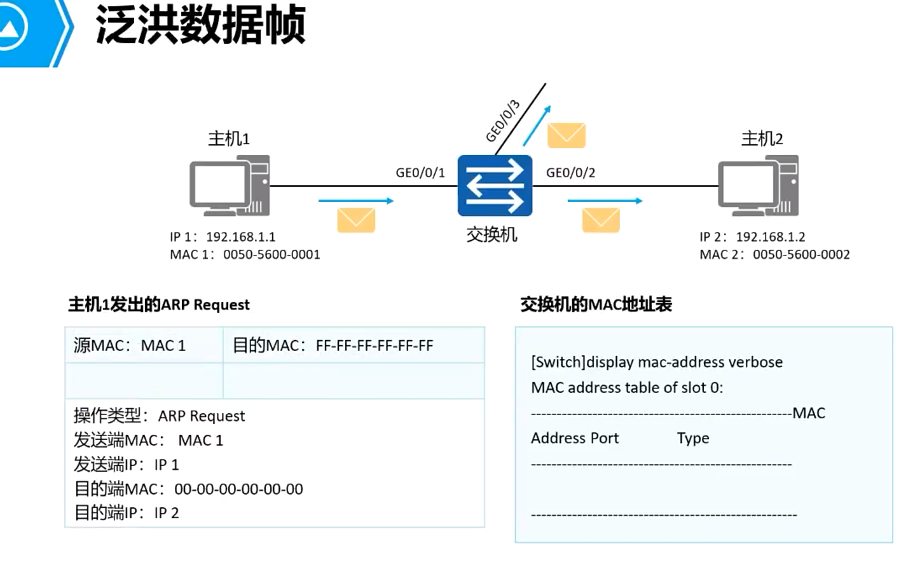 泛洪数据帧
GE0/0/3
主机1
主机2
GE0/0/1
GE0/0/2
交换机
IP 1：192.168.1.1
MAC 1：0050-5600-0001
IP 2：192.168.1.2
MAC 2：0050-5600-0002
主机1发出的ARP Request
源MAC：MAC 1
目的MAC：FF-FF-FF-FF-FF-FF
操作类型：ARP Request
发送端MAC： MAC 1
发送端IP：IP 1
目的端MAC：00-00-00-00-00-00
目的端IP：IP 2
交换机的MAC地址表
[Switch]display mac-address verbose
MAC address table of slot 0:
-------------------------------------------------------MAC
Address Port Type
-------------------------------------------------------
--------------------------------------------------------